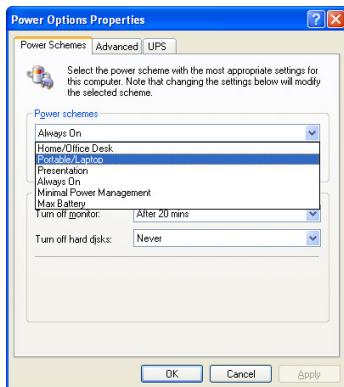 Power Options Properties
Power Schemes Advanced UPS
Select the power scheme with the most appropriate settings for
this computer. Note that changing the settings below will modify
the selected scheme.
Power schemes
Always On
Home/Office Desk
Portable/Laptop
Presentation
Always On
Minimal Power Management
Max Battery
Turn off monitor: After 20 mins
Turn off hard disks: Never
OK Cancel Apply